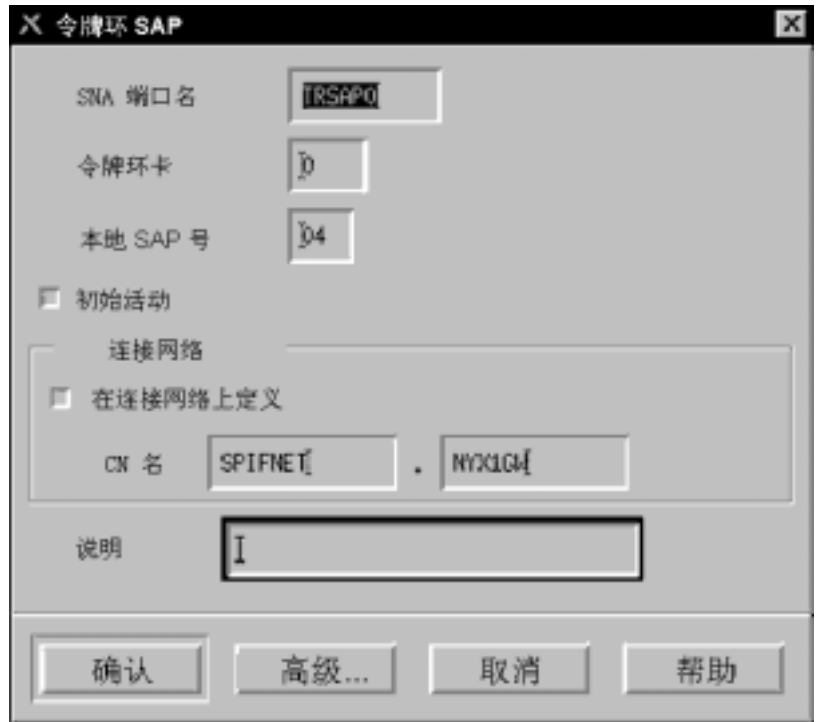 X 令牌环 SAP
SNA 端口名 TRSAP0
令牌环卡 0
本地 SAP 号 04
初始活动
连接网络
在连接网络上定义
CN 名 SPIFNET . NYX1GW
说明
确认 高级... 取消 帮助